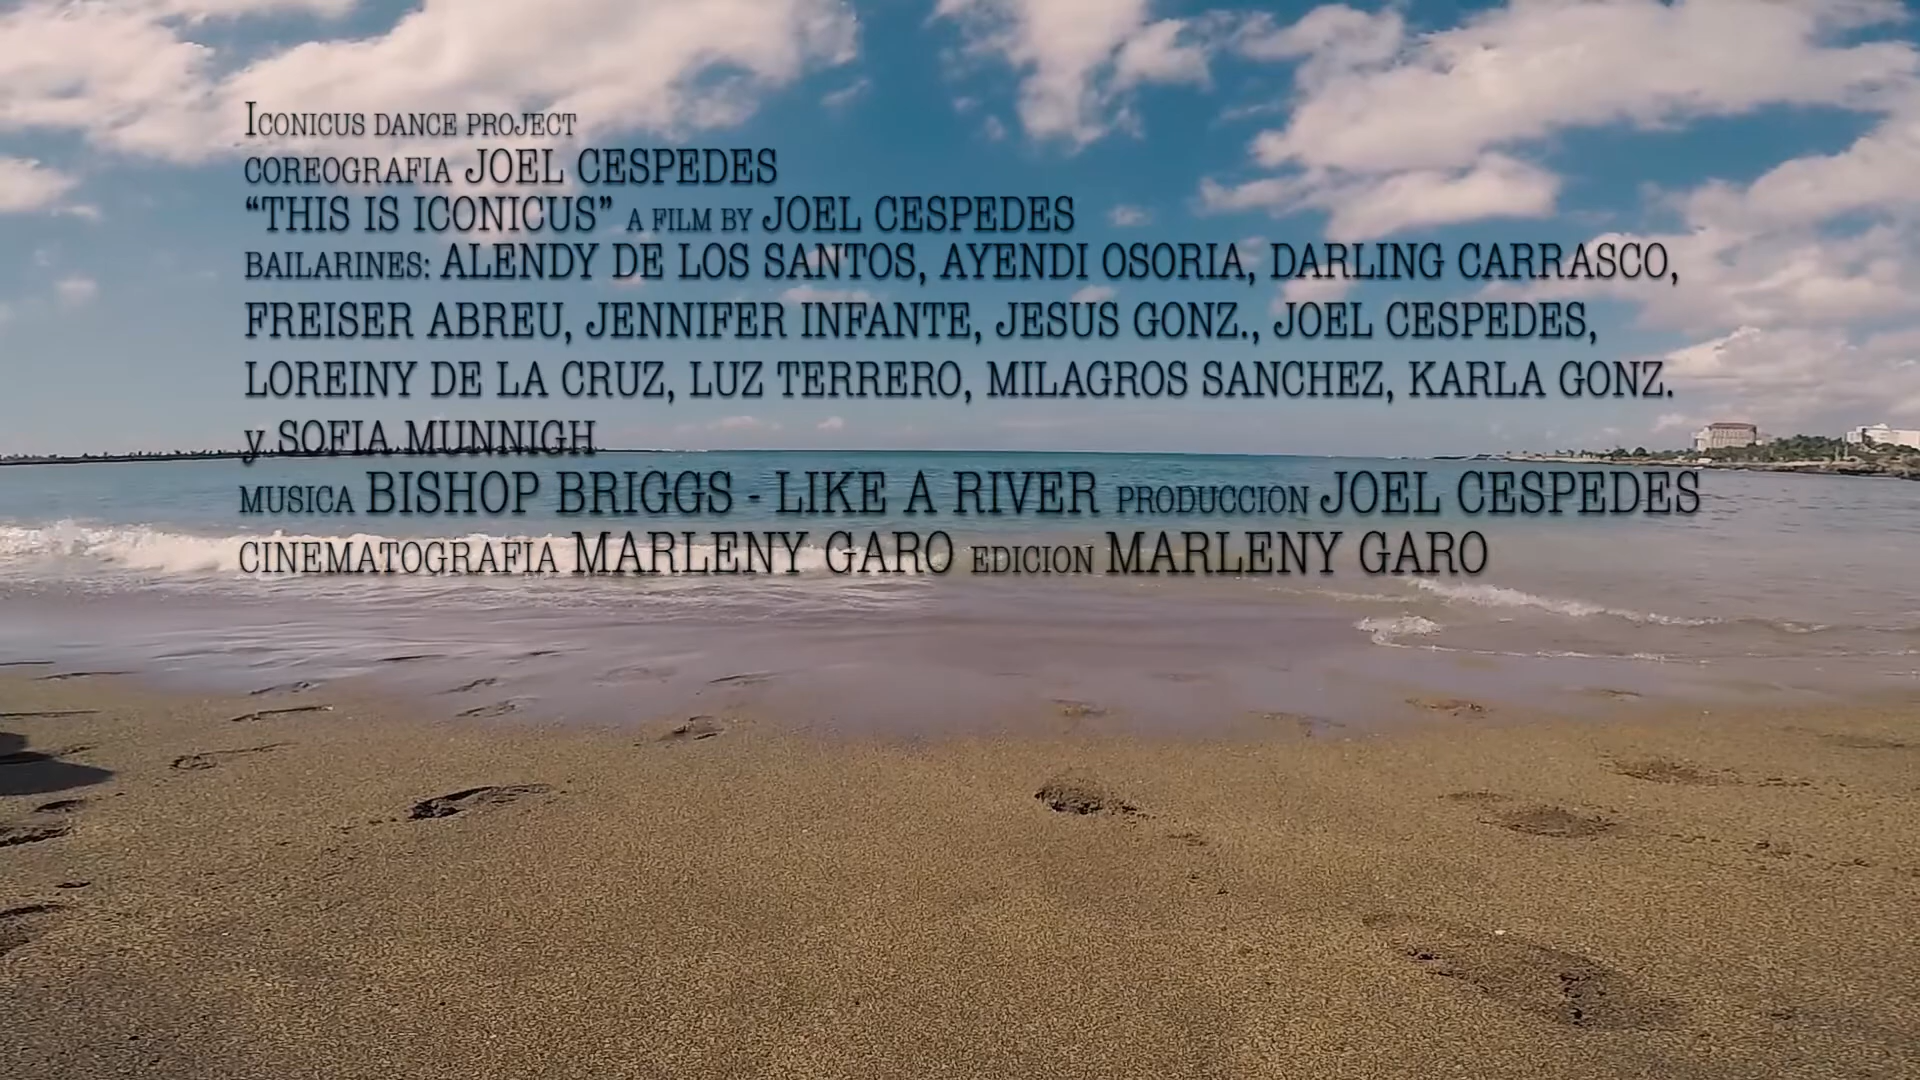 Iconicus dance project
coreografia JOEL CESPEDES
“THIS IS ICONICUS” a film by JOEL CESPEDES
bailarines: ALENDY DE LOS SANTOS, AYENDI OSORIA, DARLING CARRASCO,
FREISER ABREU, JENNIFER INFANTE, JESUS GONZ., JOEL CESPEDES,
LOREINY DE LA CRUZ, LUZ TERRERO, MILAGROS SANCHEZ, KARLA GONZ.
y SOFIA MUNNIGH
musica BISHOP BRIGGS - LIKE A RIVER produccion JOEL CESPEDES
cinematografia MARLENY GARO edicion MARLENY GARO